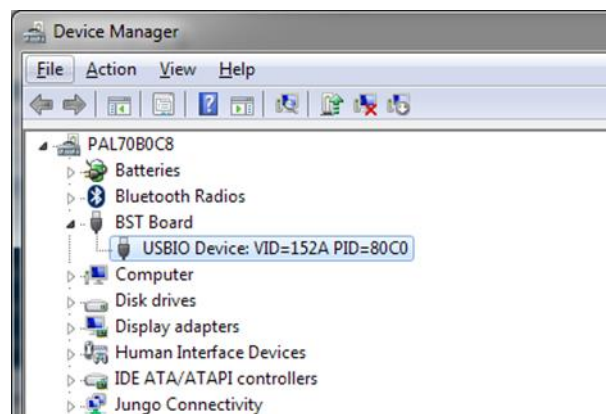 Device Manager
File Action View Help
PAL70B0C8
Batteries
Bluetooth Radios
BST Board
USBIO Device: VID=152A PID=80C0
Computer
Disk drives
Display adapters
Human Interface Devices
IDE ATA/ATAPI controllers
Jungo Connectivity